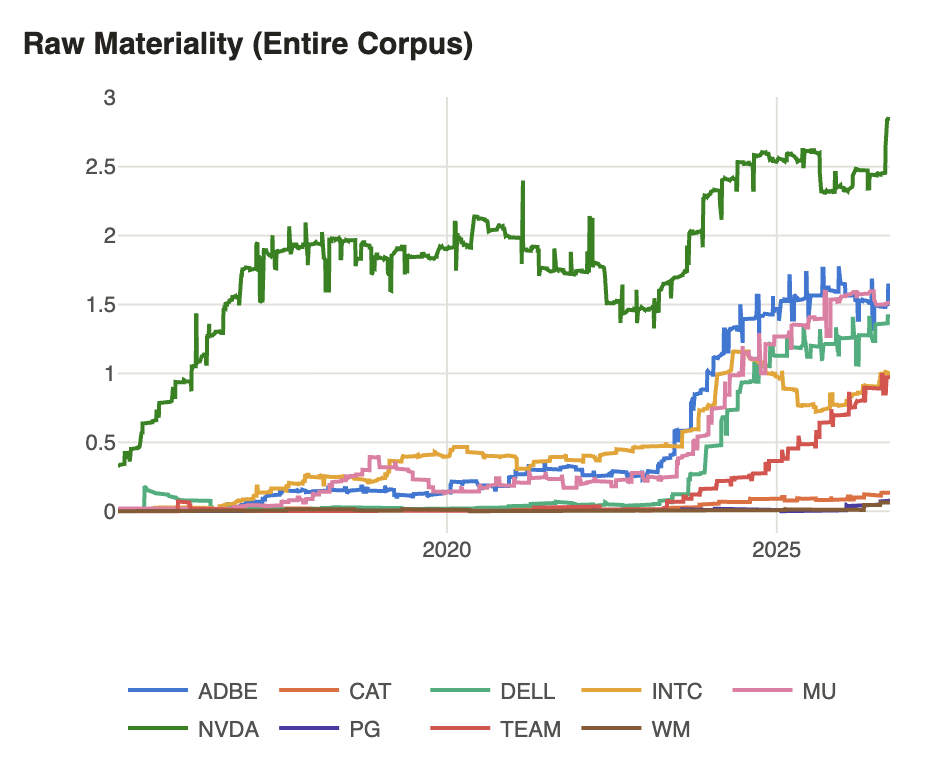 Raw Materiality (Entire Corpus)
3
2.5
2
1.5
1
0.5
0
2020 2025
ADBE CAT DELL INTC MU
NVDA PG TEAM WM